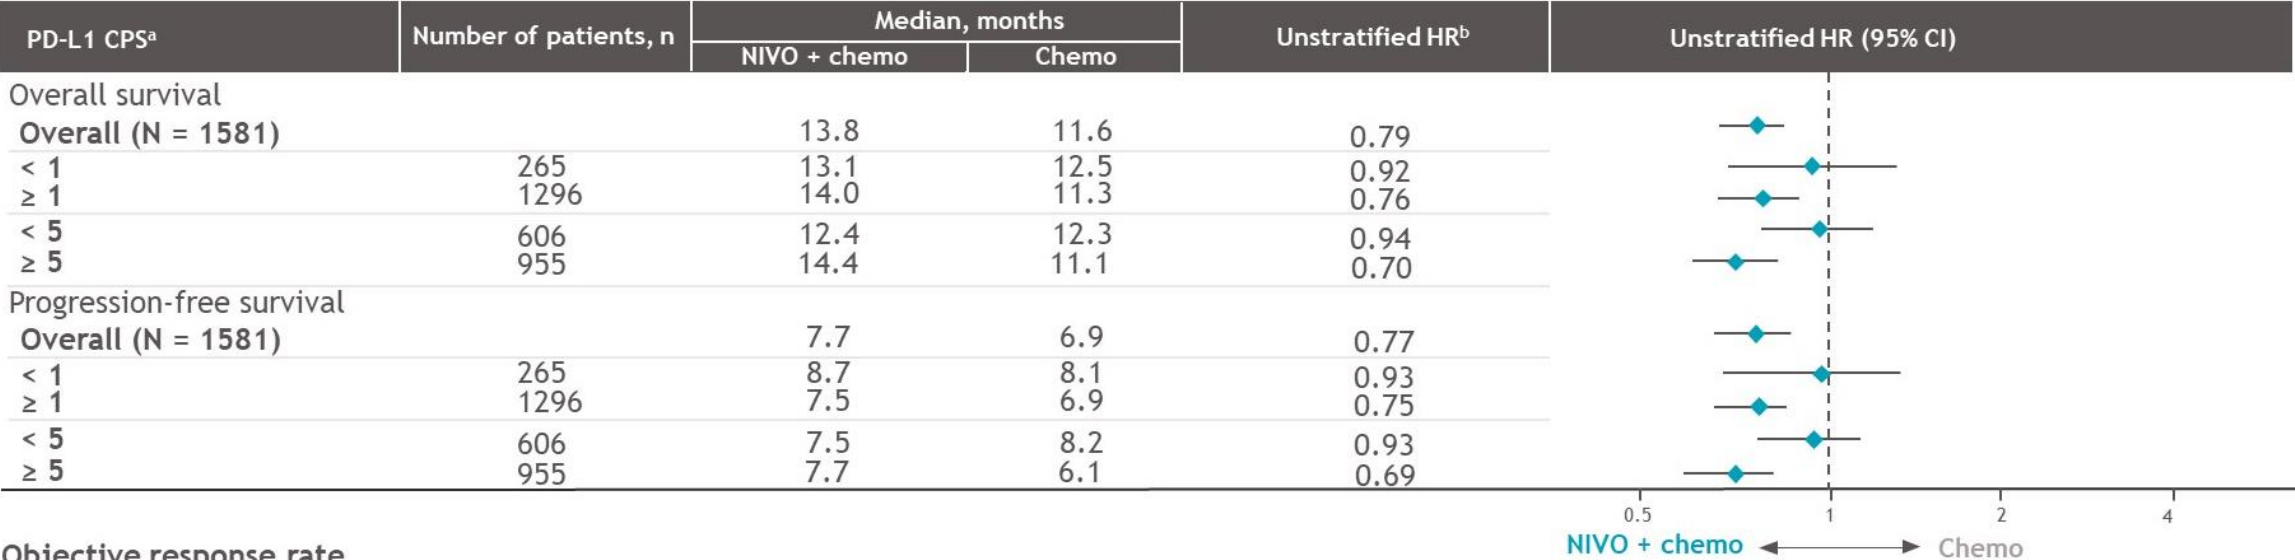 PD-L1 CPSa Number of patients, n Median, months Unstratified HRb Unstratified HR (95% CI)
NIVO + chemo Chemo
Overall survival
Overall (N = 1581) 13.8 11.6 0.79
< 1 265 13.1 12.5 0.92
≥ 1 1296 14.0 11.3 0.76
< 5 606 12.4 12.3 0.94
≥ 5 955 14.4 11.1 0.70
Progression-free survival
Overall (N = 1581) 7.7 6.9 0.77
< 1 265 8.7 8.1 0.93
≥ 1 1296 7.5 6.9 0.75
< 5 606 7.5 8.2 0.93
≥ 5 955 7.7 6.1 0.69
0.5 1 2 4
NIVO + chemo Chemo
Objective response rate